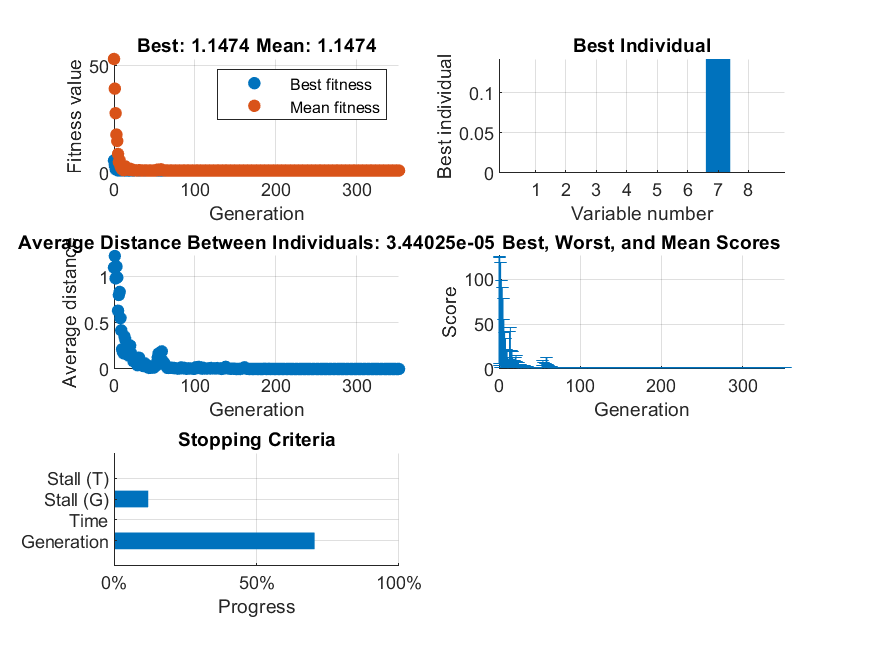 Best: 1.1474 Mean: 1.1474
Fitness value
50
0
Best fitness
Mean fitness
0 100 200 300
Generation
Best Individual
Best individual
0.1
0.05
0
1 2 3 4 5 6 7 8
Variable number
Average Distance Between Individuals: 3.44025e-05
Average distance
1
0.5
0
0 100 200 300
Generation
Best, Worst, and Mean Scores
Score
100
50
0
0 100 200 300
Generation
Stopping Criteria
Stall (T)
Stall (G)
Time
Generation
0% 50% 100%
Progress